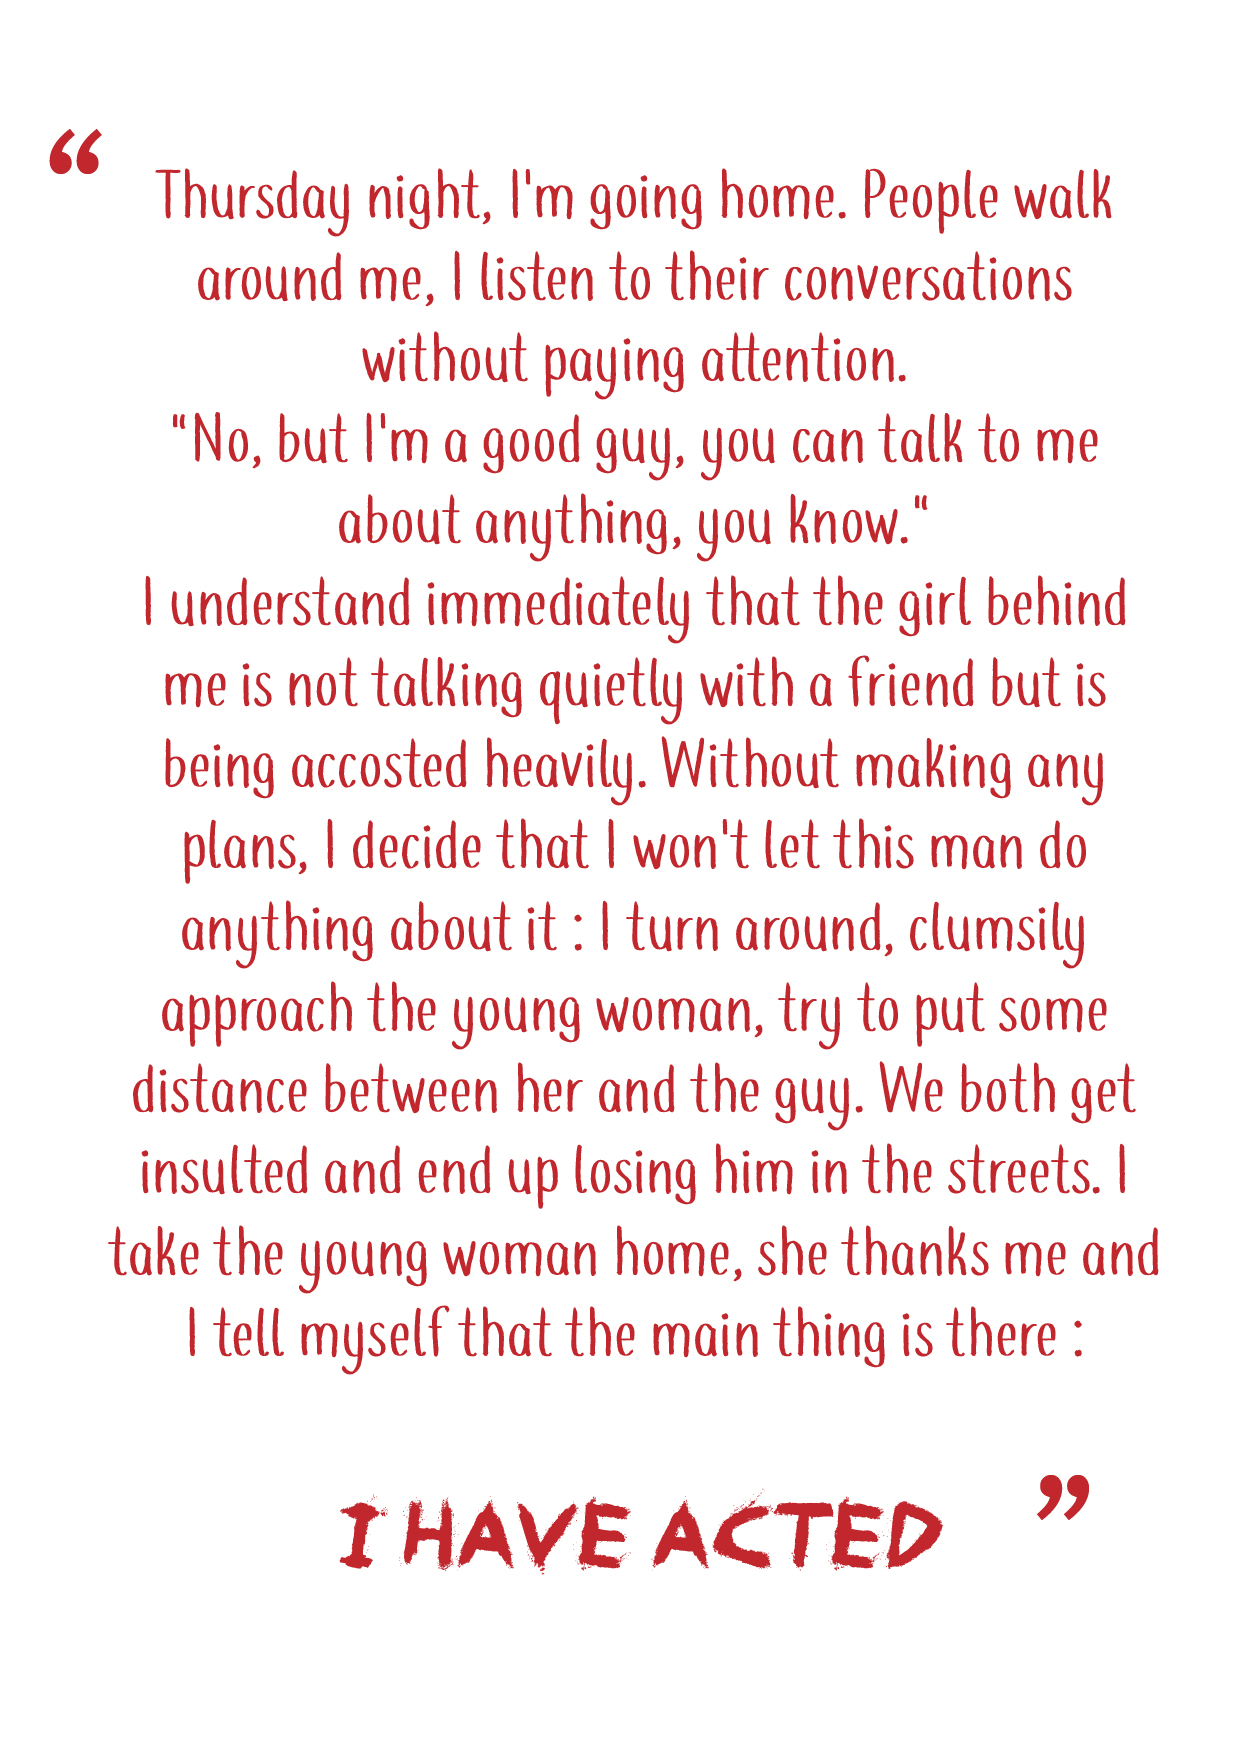 “
Thursday night, I'm going home. People walk
around me, I listen to their conversations
without paying attention.
"No, but I'm a good guy, you can talk to me
about anything, you know."
I understand immediately that the girl behind
me is not talking quietly with a friend but is
being accosted heavily. Without making any
plans, I decide that I won't let this man do
anything about it : I turn around, clumsily
approach the young woman, try to put some
distance between her and the guy. We both get
insulted and end up losing him in the streets. I
take the young woman home, she thanks me and
I tell myself that the main thing is there :
I HAVE ACTED ”